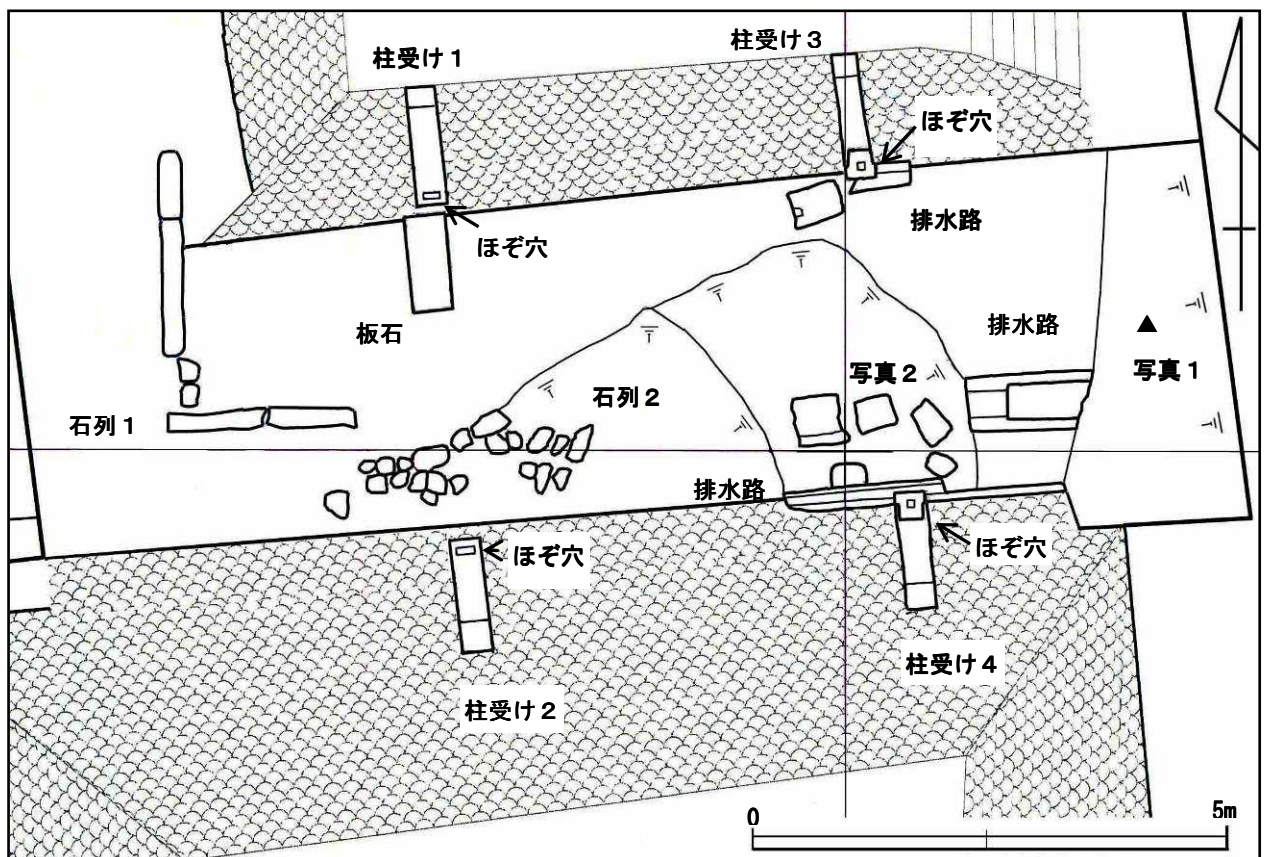 柱受け1
柱受け3
ほぞ穴
排水路
ほぞ穴
排水路
板石
▲
写真1
写真2
石列2
石列1
排水路
ほぞ穴
ほぞ穴
柱受け4
柱受け2
0
5m